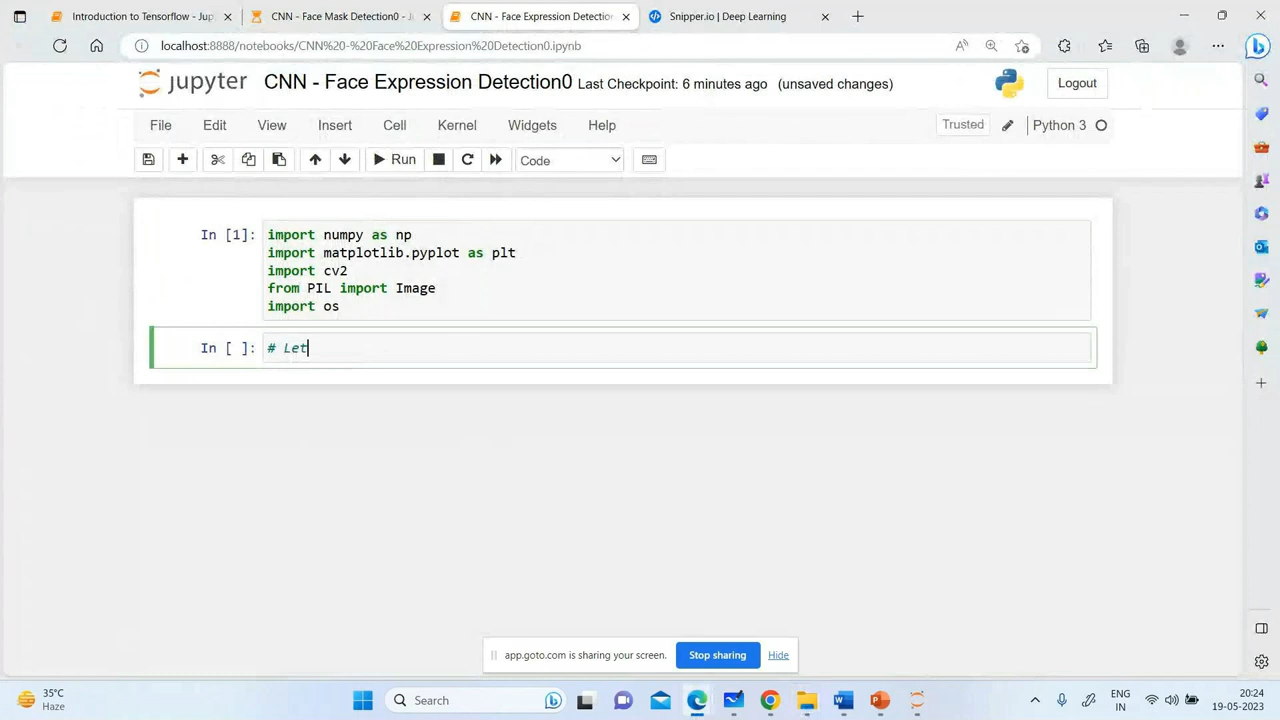 Introduction to Tensorflow - Jup
CNN - Face Mask Detection0 - J
CNN - Face Expression Detection
Snipper.io | Deep Learning
localhost:8888/notebooks/CNN%20-%20Face%20Expression%20Detection0.ipynb
jupyter CNN - Face Expression Detection0 Last Checkpoint: 6 minutes ago (unsaved changes)
Logout
File Edit View Insert Cell Kernel Widgets Help
Trusted Python 3
Run Code
In [1]: import numpy as np
import matplotlib.pyplot as plt
import cv2
from PIL import Image
import os
In [ ]: # Let
app.goto.com is sharing your screen. Stop sharing Hide
35°C
Haze
Search
ENG
IN
20:24
19-05-2023